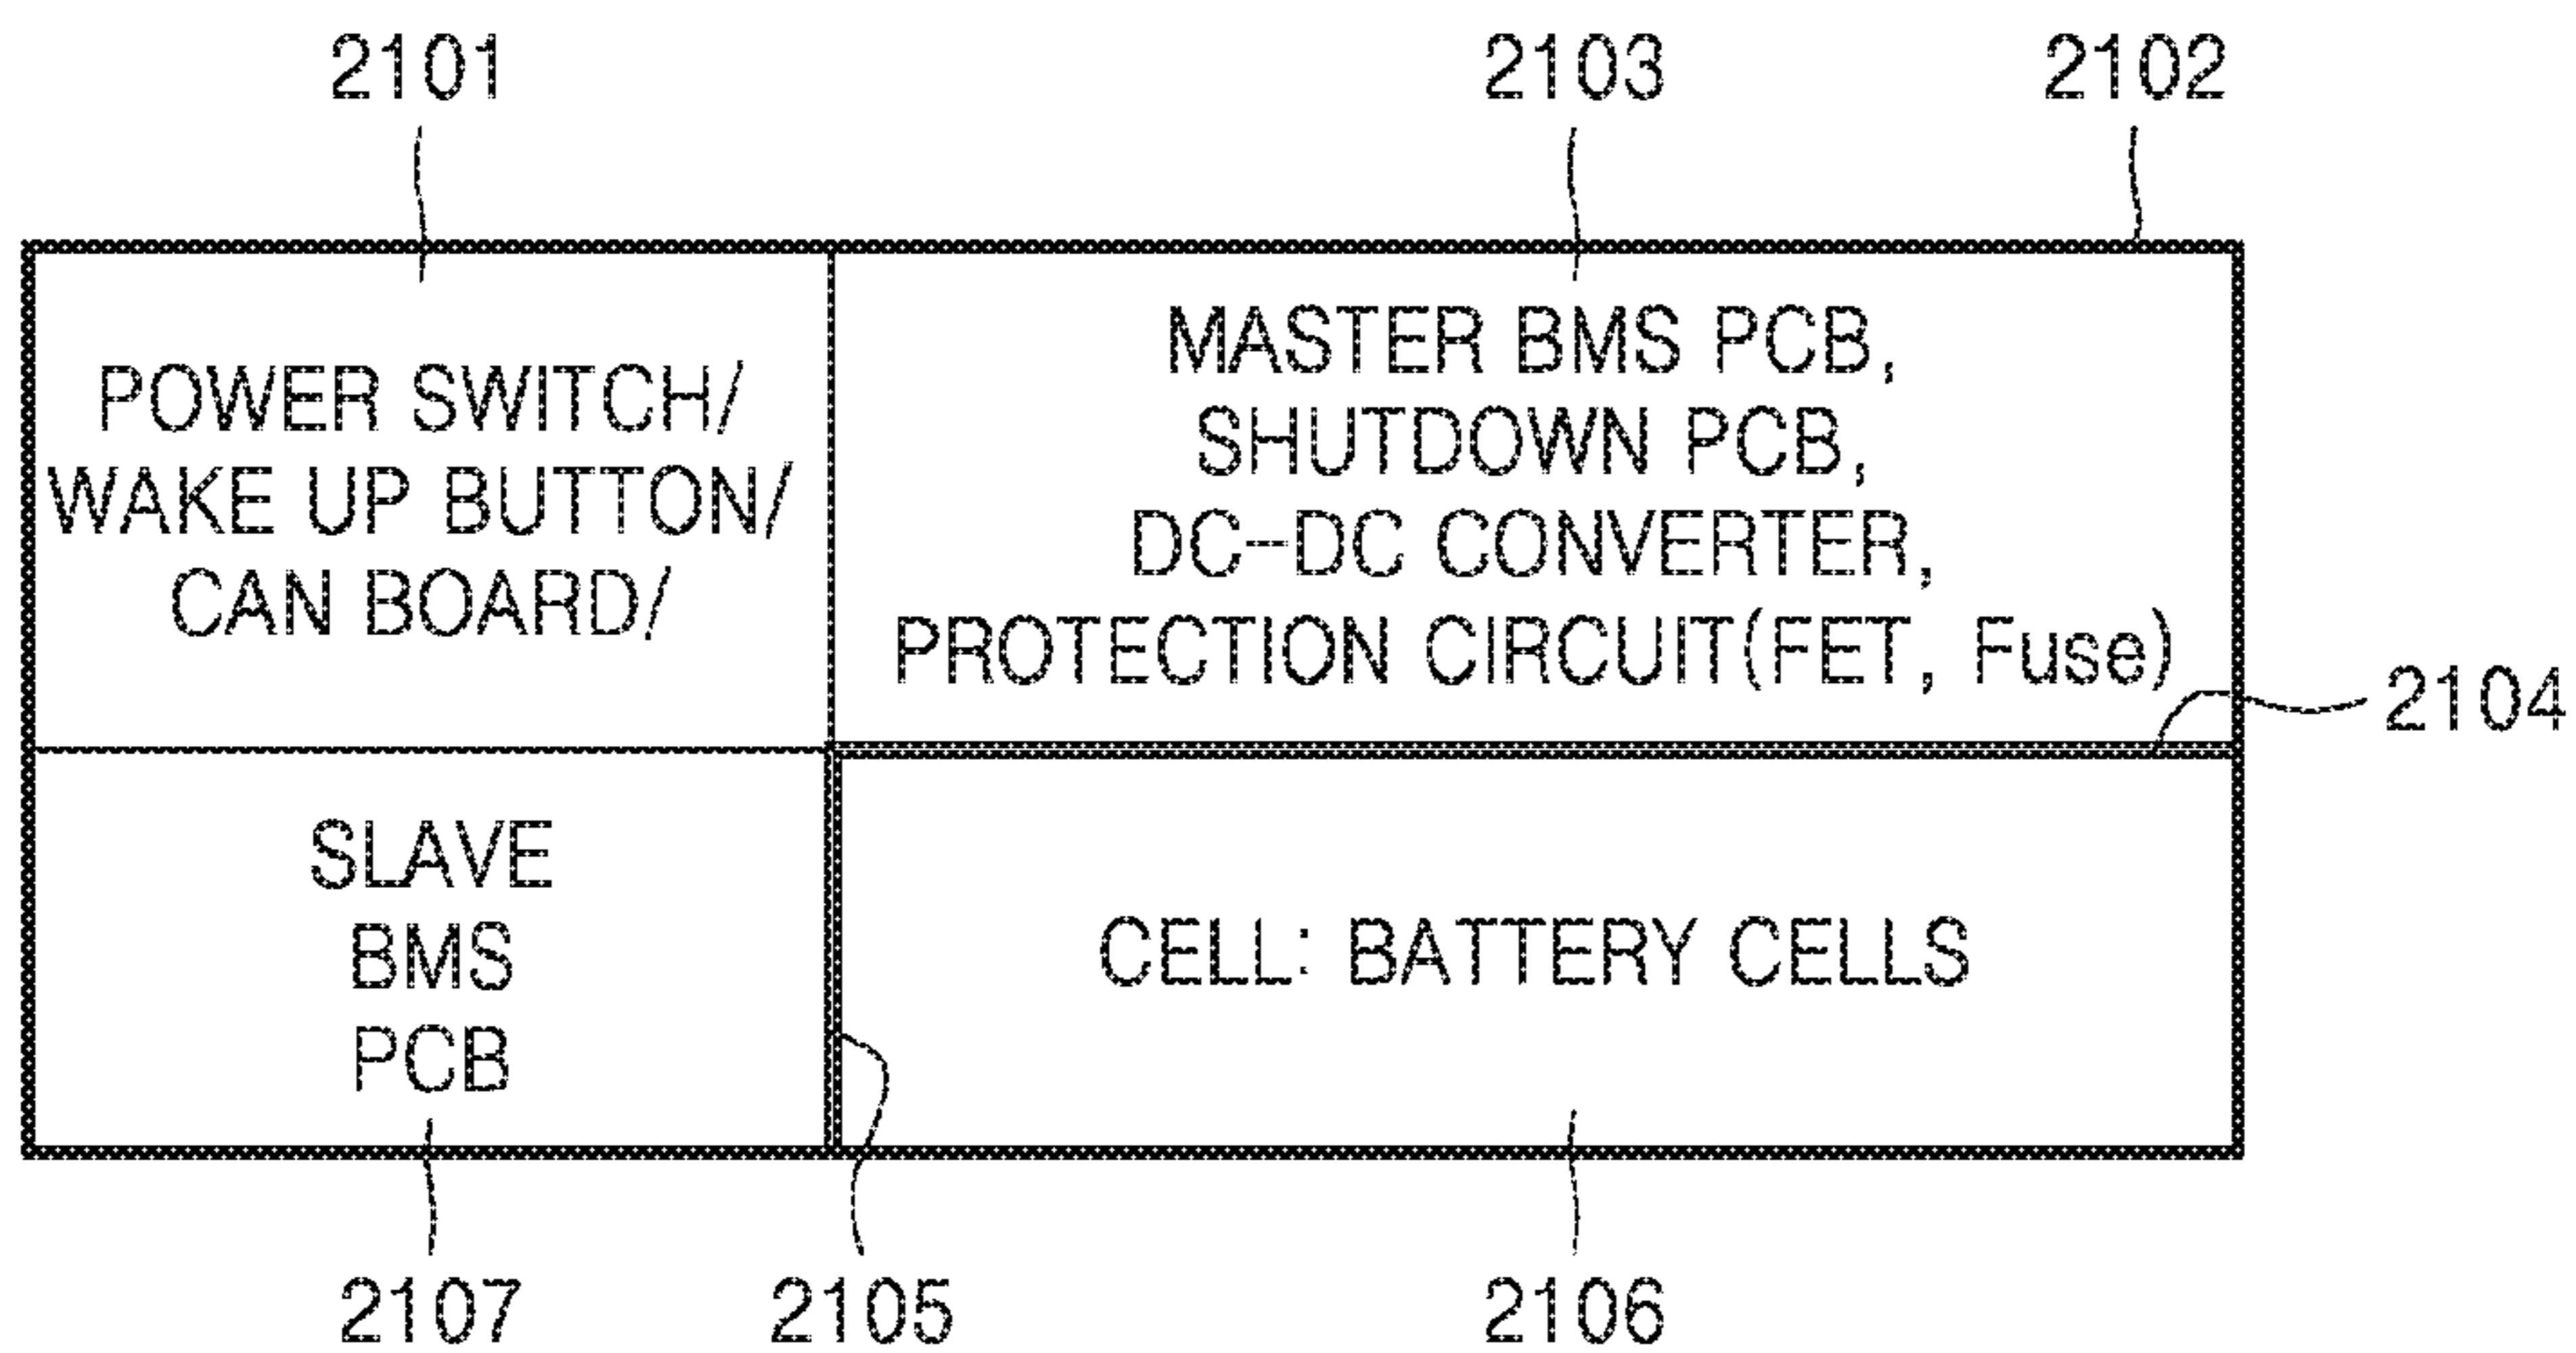 2101
2103
2102
POWER SWITCH/
WAKE UP BUTTON/
CAN BOARD/
MASTER BMS PCB,
SHUTDOWN PCB,
DC-DC CONVERTER,
PROTECTION CIRCUIT(FET, Fuse)
2104
SLAVE
BMS
PCB
CELL: BATTERY CELLS
2107
2105
2106